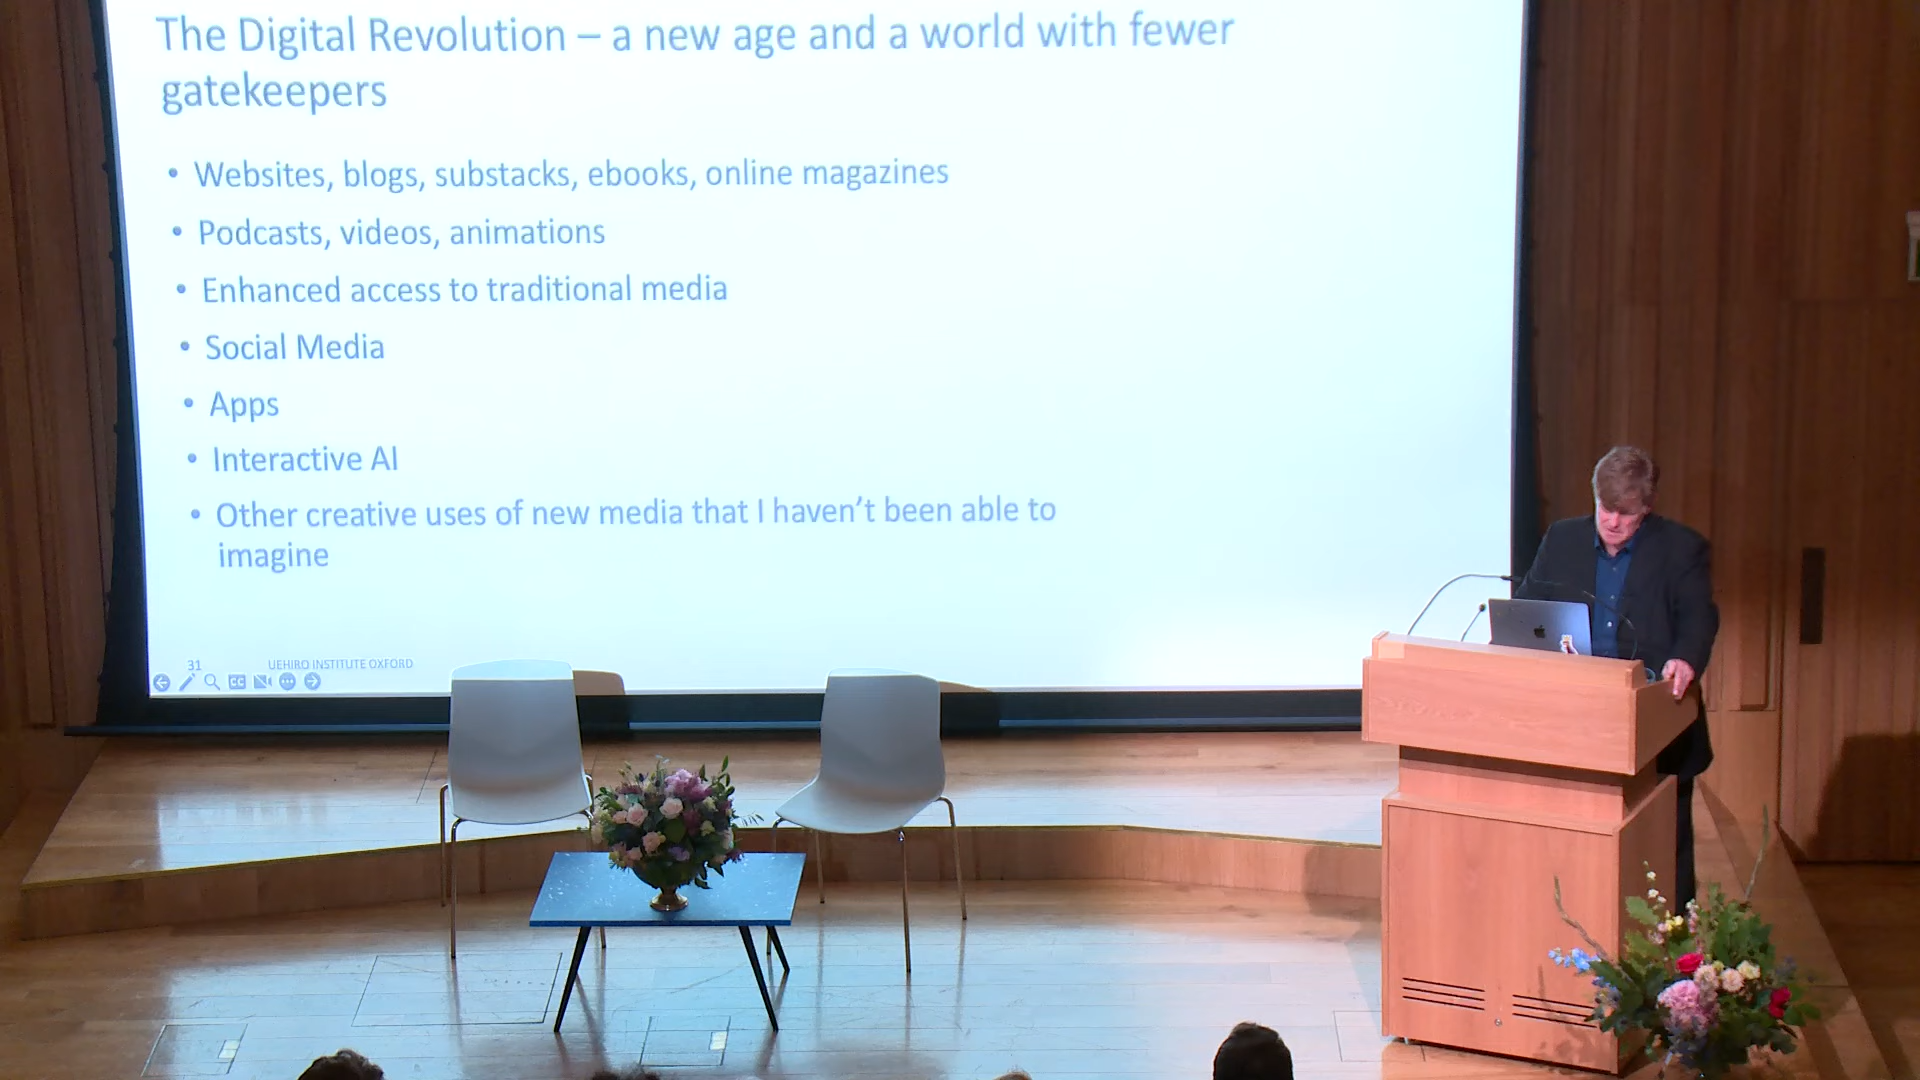 The Digital Revolution – a new age and a world with fewer
gatekeepers
• Websites, blogs, substacks, ebooks, online magazines
• Podcasts, videos, animations
• Enhanced access to traditional media
• Social Media
• Apps
• Interactive AI
• Other creative uses of new media that I haven't been able to
imagine
31 UEHIRO INSTITUTE OXFORD
CC